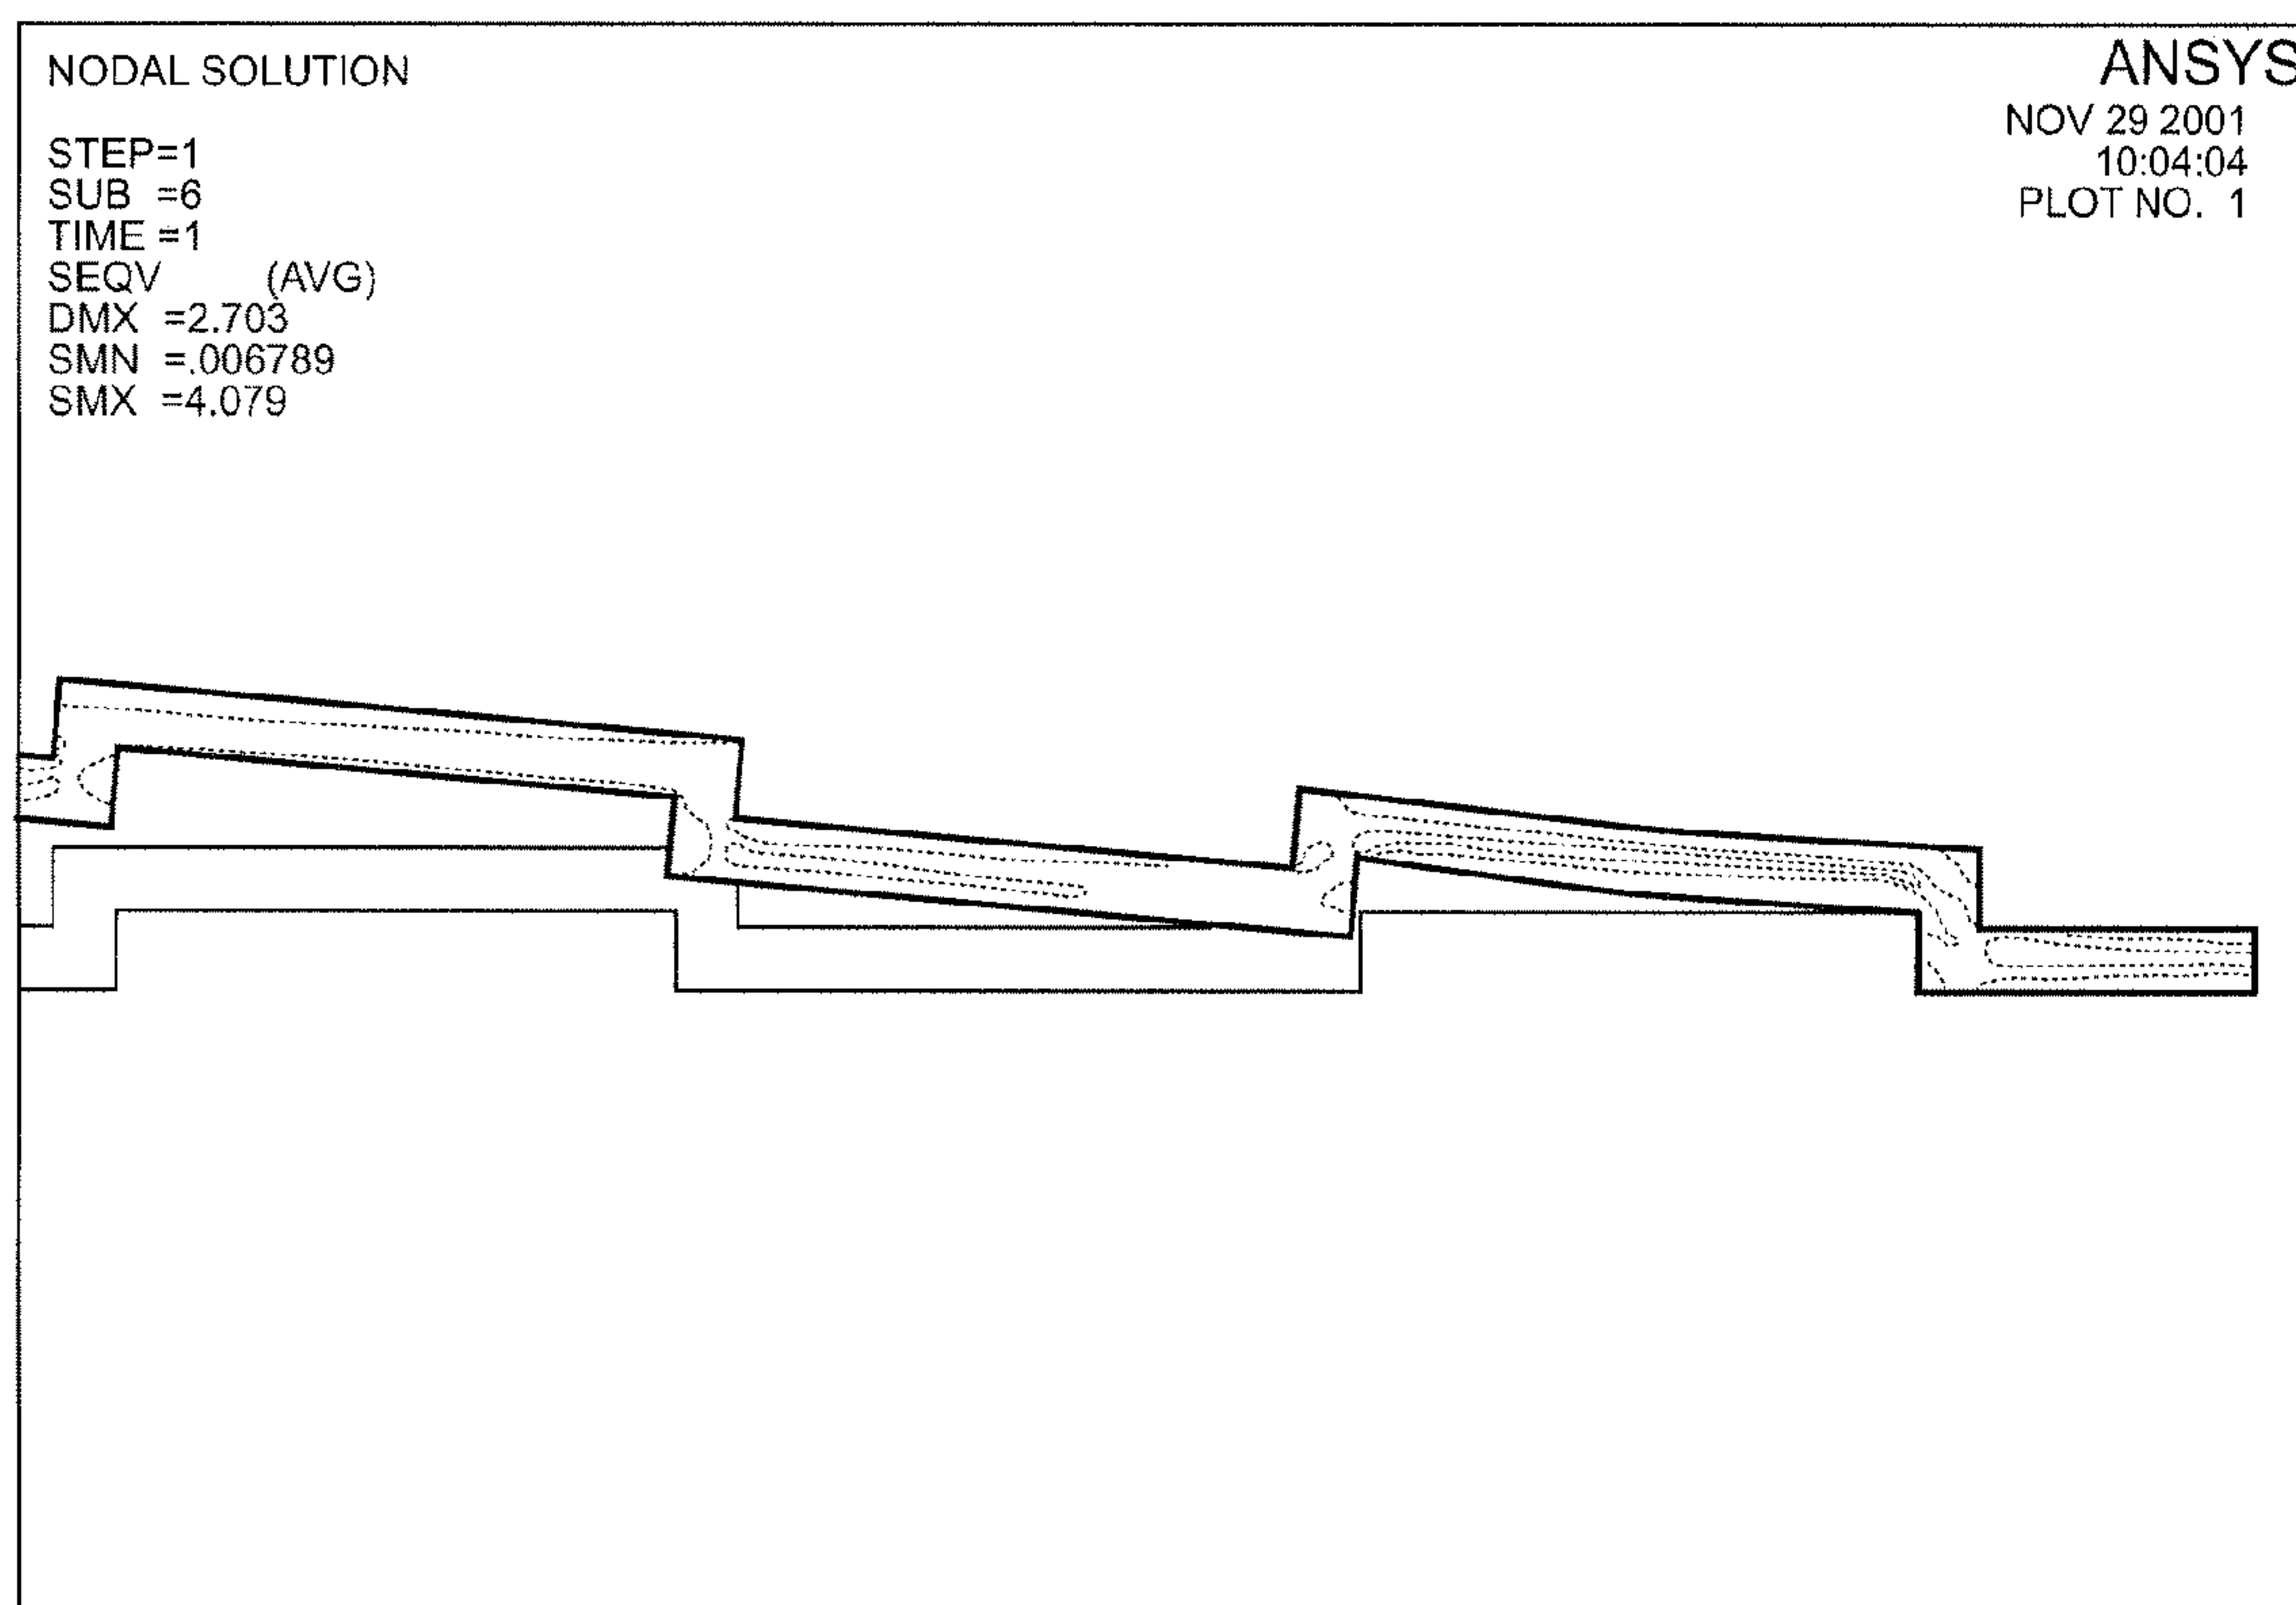 NODAL SOLUTION
STEP=1
SUB =6
TIME =1
SEQV (AVG)
DMX =2.703
SMN =.006789
SMX =4.079
ANSYS
NOV 29 2001
10:04:04
PLOT NO. 1